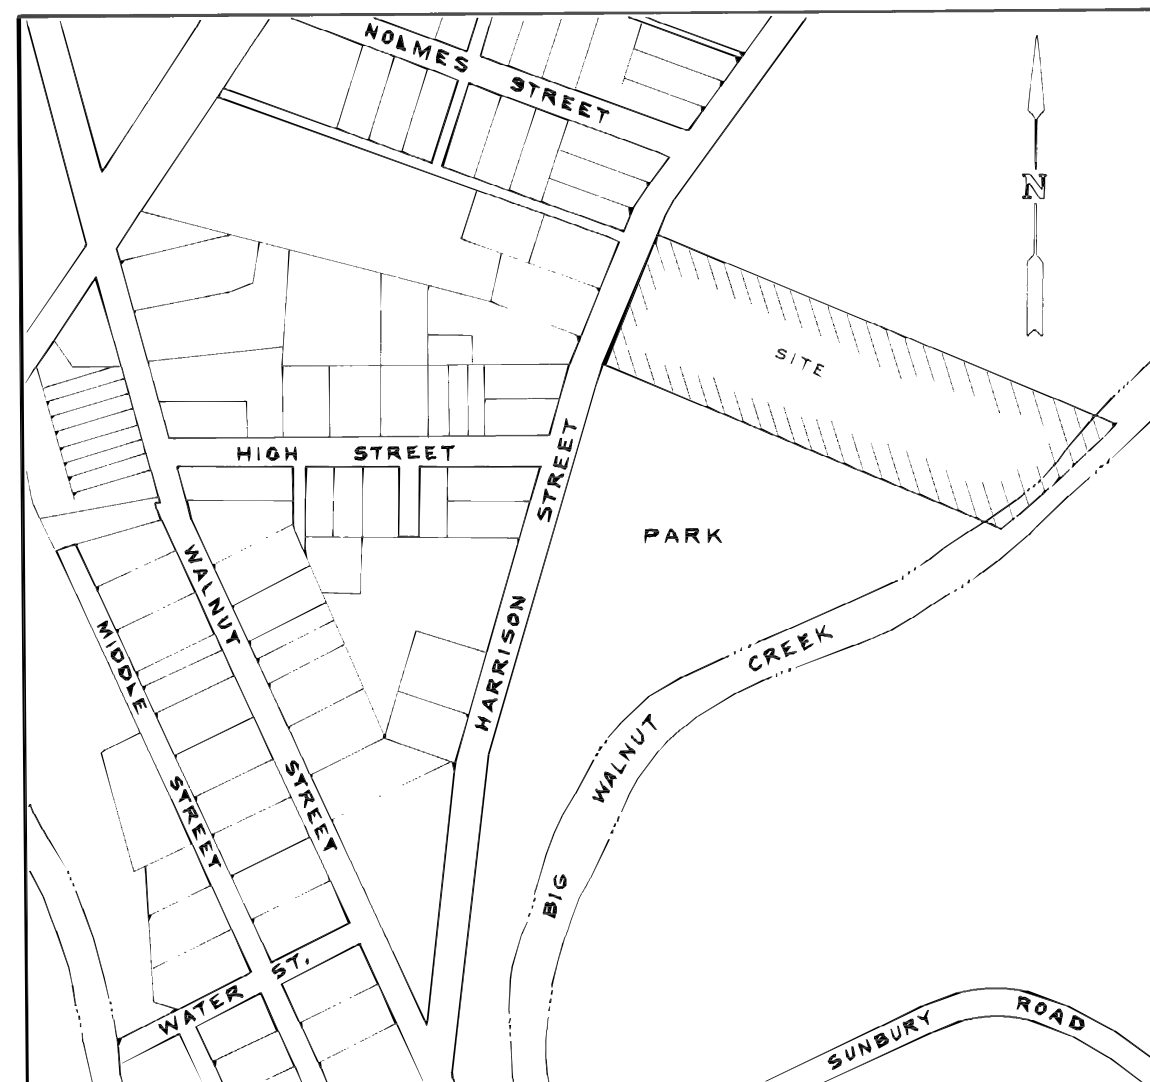 NOLMES STREET
N
SITE
HIGH STREET
HARRISON STREET
PARK
WALNUT STREET
MIDDLE STREET
BIG WALNUT CREEK
WATER ST.
SUNBURY ROAD